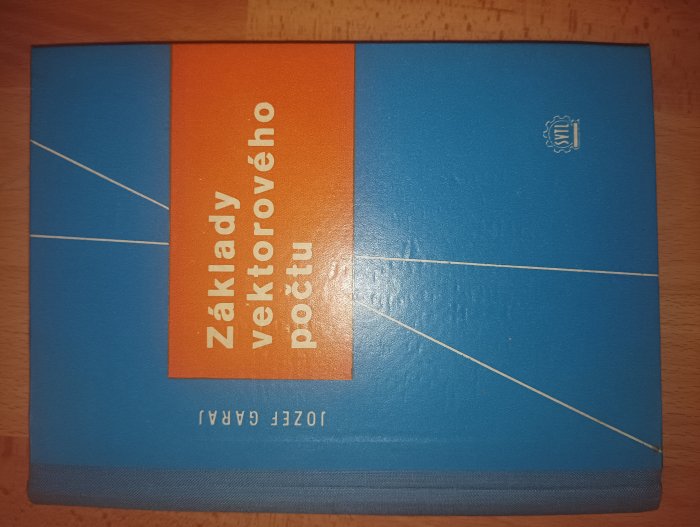 JOZEF GARAJ
Základy
vektorového
počtu
SVTL